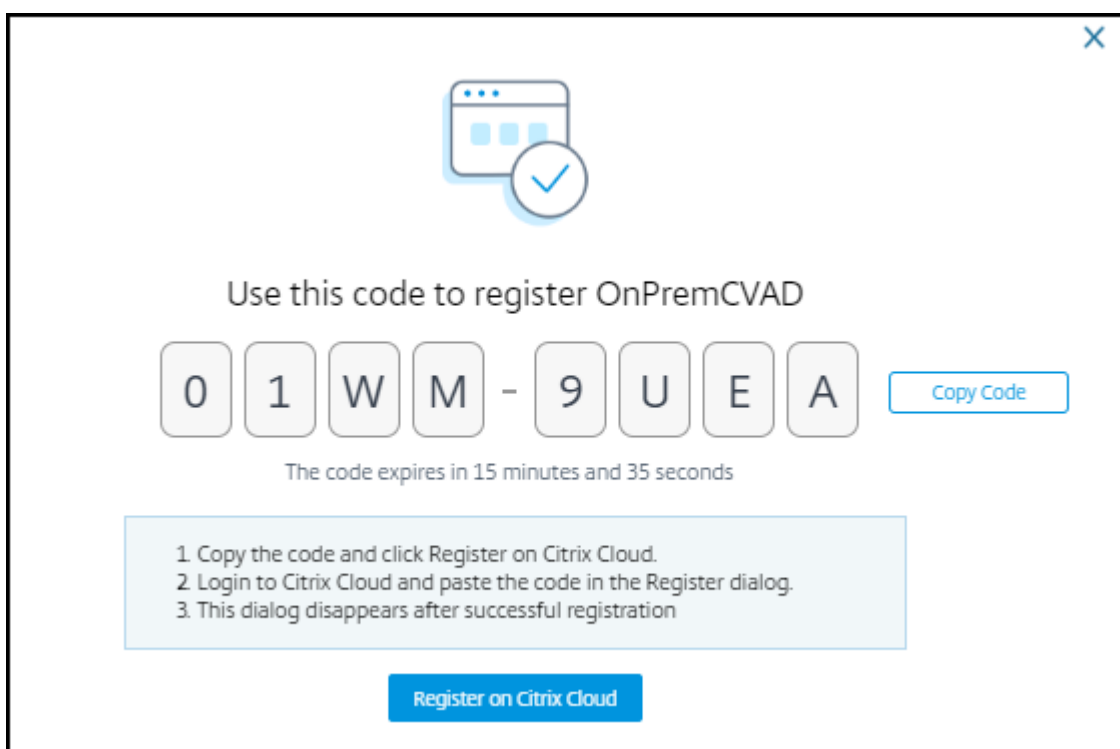 Use this code to register OnPremCVAD
01WM-9UEA
Copy Code
The code expires in 15 minutes and 35 seconds
1. Copy the code and click Register on Citrix Cloud.
2. Login to Citrix Cloud and paste the code in the Register dialog.
3. This dialog disappears after successful registration
Register on Citrix Cloud